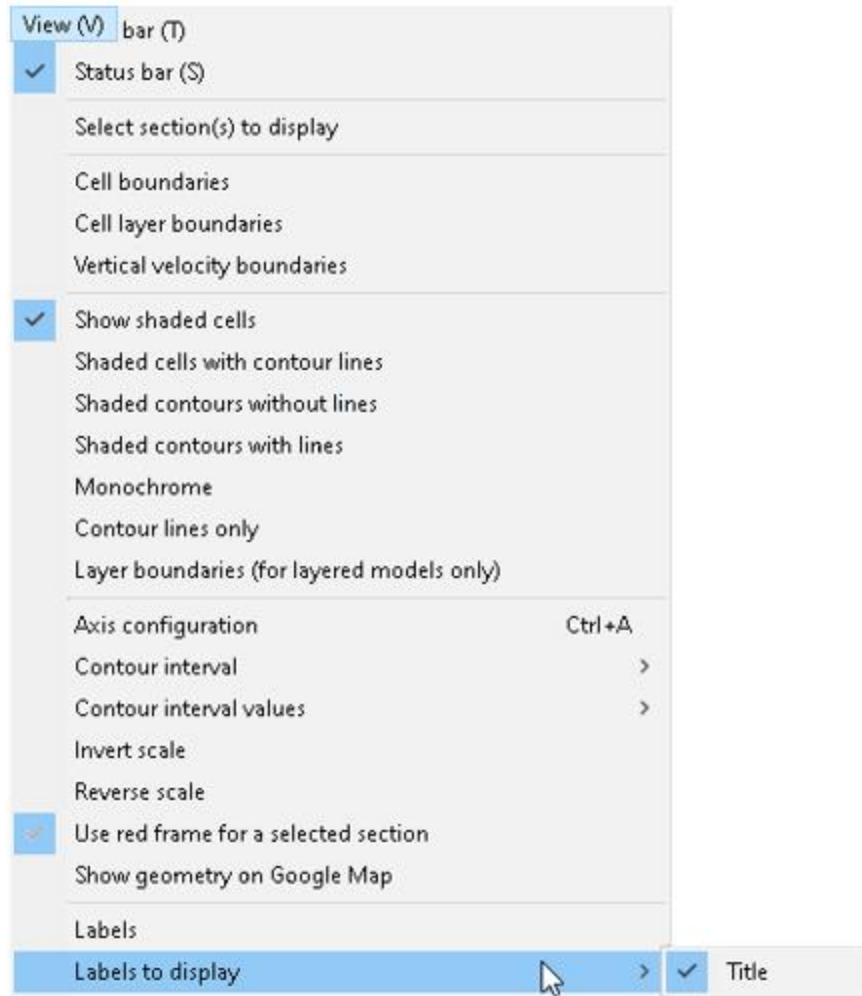 View (V) bar (T)
Status bar (S)
Select section(s) to display
Cell boundaries
Cell layer boundaries
Vertical velocity boundaries
Show shaded cells
Shaded cells with contour lines
Shaded contours without lines
Shaded contours with lines
Monochrome
Contour lines only
Layer boundaries (for layered models only)
Axis configuration Ctrl+A
Contour interval
Contour interval values
Invert scale
Reverse scale
Use red frame for a selected section
Show geometry on Google Map
Labels
Labels to display Title